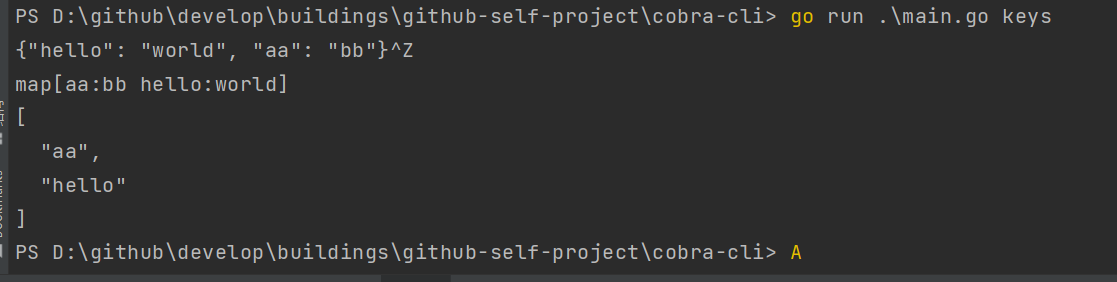 PS D:\github\develop\buildings\github-self-project\cobra-cli> go run .\main.go keys
{"hello": "world", "aa": "bb"}^Z
map[aa:bb hello:world]
[
  "aa",
  "hello"
]
PS D:\github\develop\buildings\github-self-project\cobra-cli> A